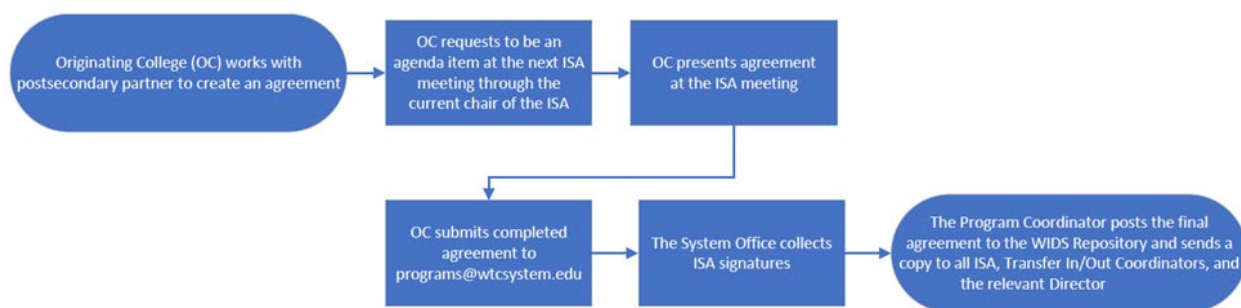 Originating College (OC) works with
postsecondary partner to create an agreement
OC requests to be an
agenda item at the next ISA
meeting through the
current chair of the ISA
OC presents agreement
at the ISA meeting
OC submits completed
agreement to
programs@wtcsystem.edu
The System Office collects
ISA signatures
The Program Coordinator posts the final
agreement to the WIDS Repository and sends a
copy to all ISA, Transfer In/Out Coordinators, and
the relevant Director